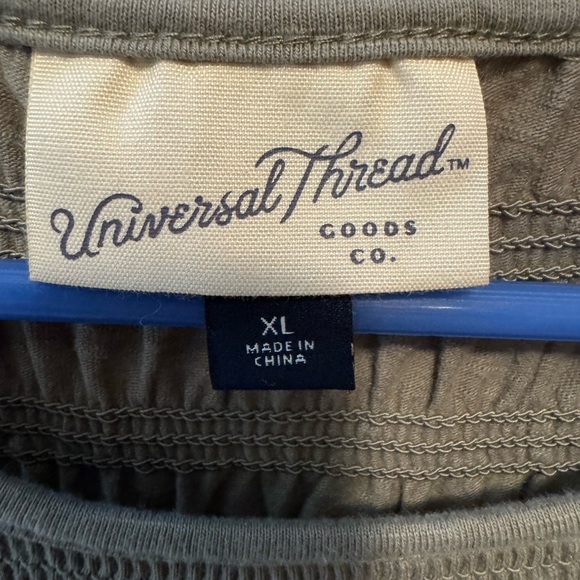 Universal Thread™
GOODS
CO.
XL
MADE IN
CHINA